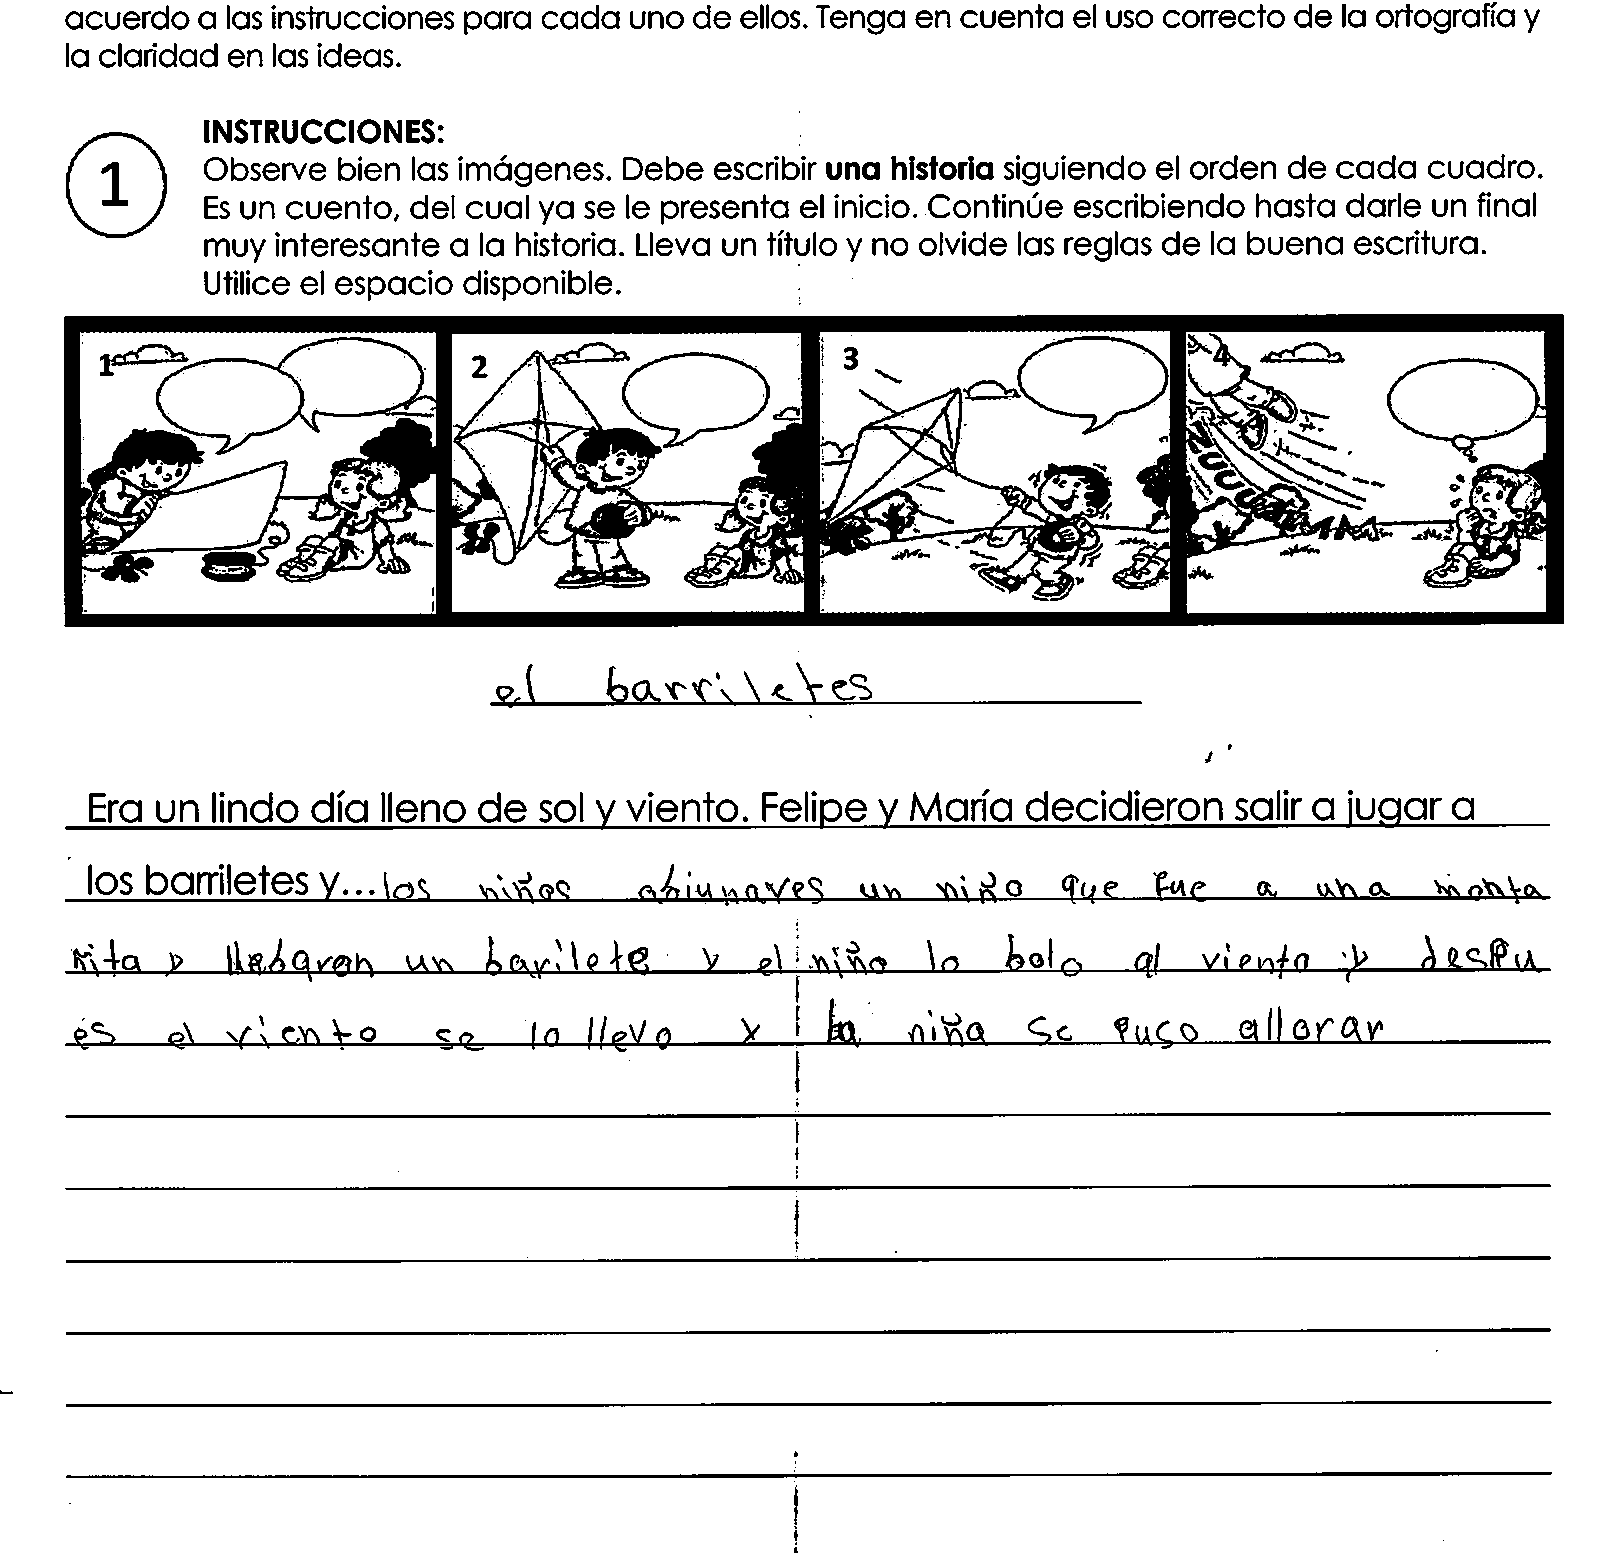 acuerdo a las instrucciones para cada uno de ellos. Tenga en cuenta el uso correcto de la ortografía y
la claridad en las ideas.
1
INSTRUCCIONES:
Observe bien las imágenes. Debe escribir una historia siguiendo el orden de cada cuadro.
Es un cuento, del cual ya se le presenta el inicio. Continúe escribiendo hasta darle un final
muy interesante a la historia. Lleva un título y no olvide las reglas de la buena escritura.
Utilice el espacio disponible.
1 2 3 4
el barriletes
Era un lindo día lleno de sol y viento. Felipe y María decidieron salir a jugar a
los barriletes y... los niños abiunaves un niño que fue a una monta
ñita y llebaron un barilete y el niño lo bolo al viento y despu
és el viento se lo llevo y la niña se puso allorar